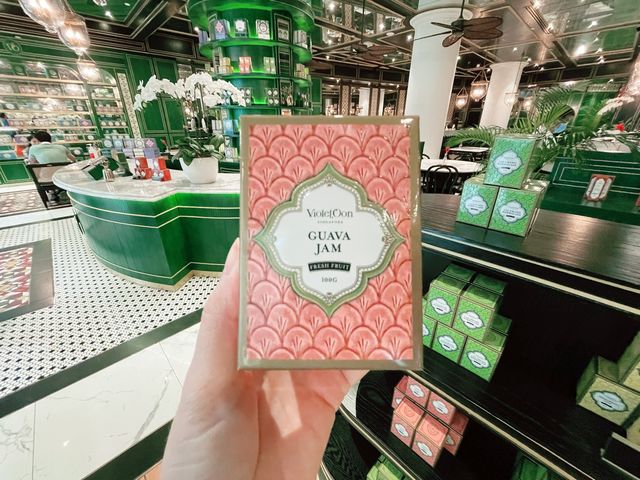 Violet Oon
SINGAPORE
GUAVA
JAM
FRESH FRUIT
100G